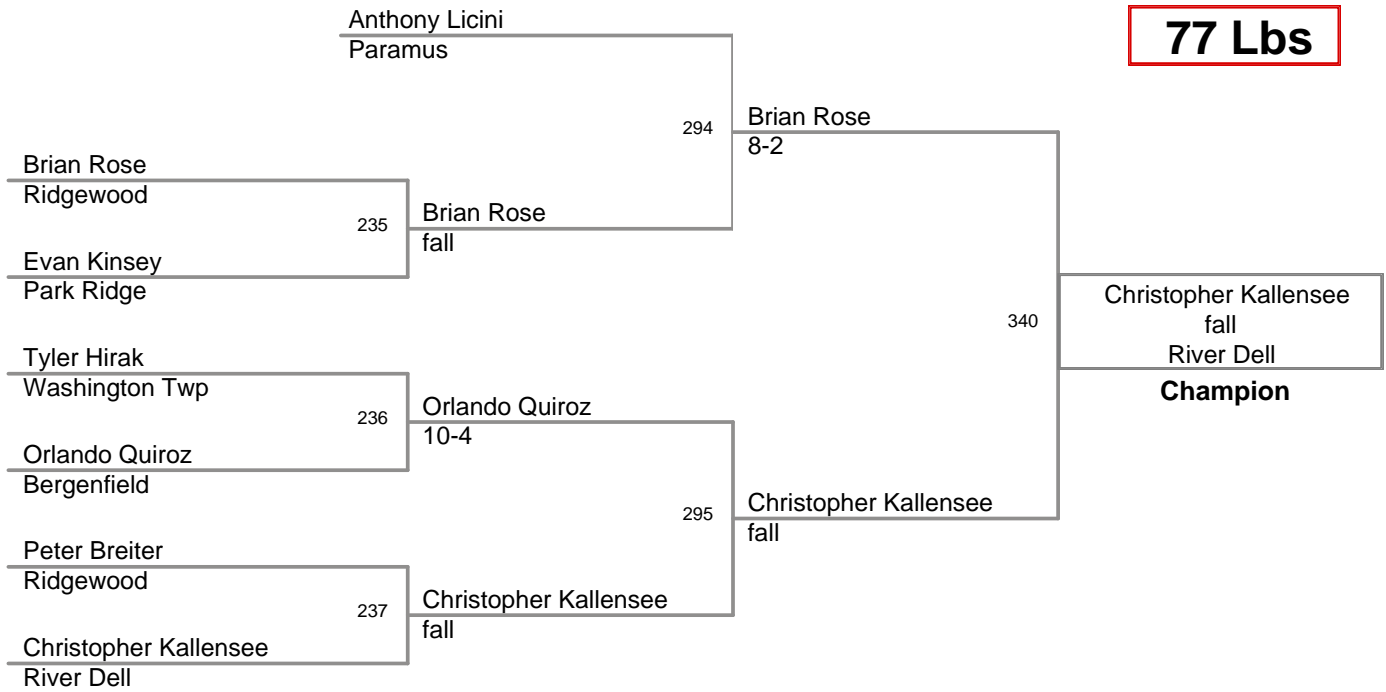 Anthony Licini
Paramus
77 Lbs
294
Brian Rose
8-2
Brian Rose
Ridgewood
235
Brian Rose
fall
Evan Kinsey
Park Ridge
340
Christopher Kallensee
fall
River Dell
Champion
Tyler Hirak
Washington Twp
236
Orlando Quiroz
10-4
Orlando Quiroz
Bergenfield
295
Christopher Kallensee
fall
Peter Breiter
Ridgewood
237
Christopher Kallensee
fall
Christopher Kallensee
River Dell